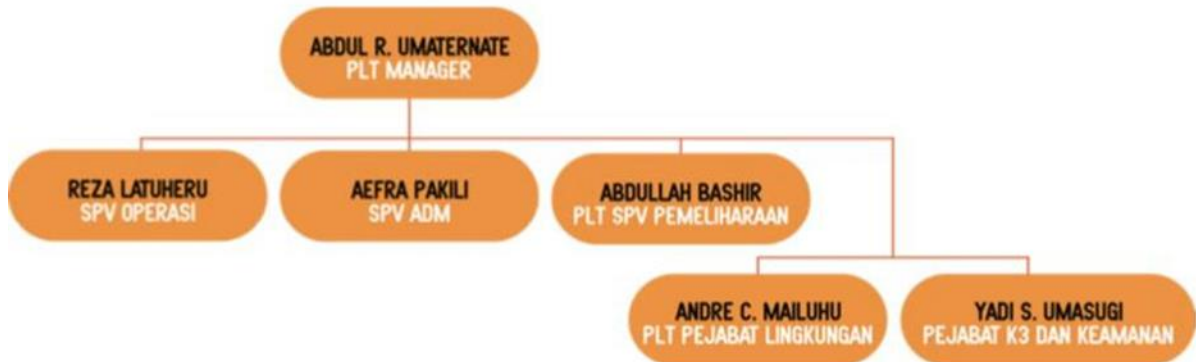 ABDUL R. UMATERNATE
PLT MANAGER
REZA LATUHERU
SPV OPERASI
AEFRA PAKILI
SPV ADM
ABDULLAH BASHIR
PLT SPV PEMELIHARAAN
ANDRE C. MAILUHU
PLT PEJABAT LINGKUNGAN
YADI S. UMASUGI
PEJABAT K3 DAN KEAMANAN